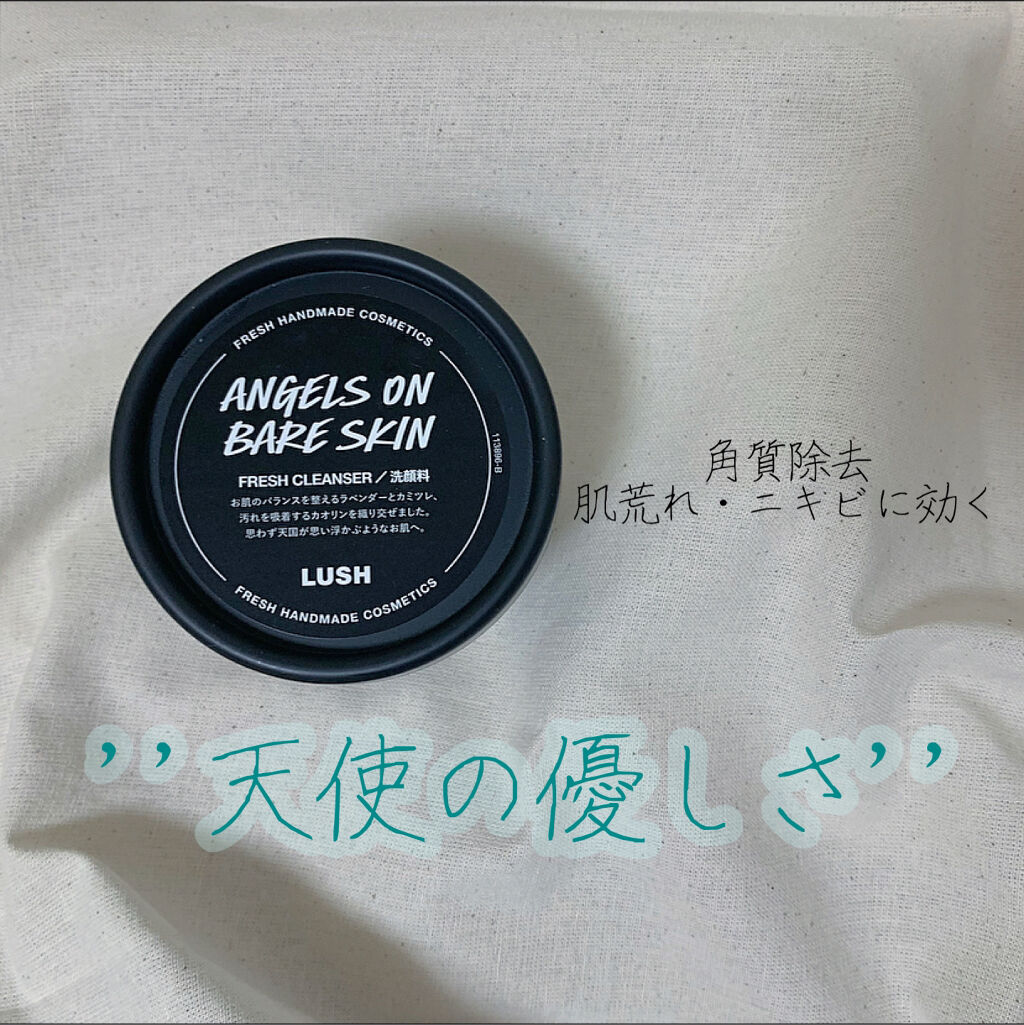 FRESH HANDMADE COSMETICS
ANGELS ON
BARE SKIN
FRESH CLEANSER／洗顔料
お肌のバランスを整えるラベンダーとカミツレ、
汚れを吸着するカオリンを織り交ぜました。
思わず天国が思い浮かぶようなお肌へ。
LUSH
FRESH HANDMADE COSMETICS
113896-B
角質除去
肌荒れ・ニキビに効く
’’天使の優しさ’’